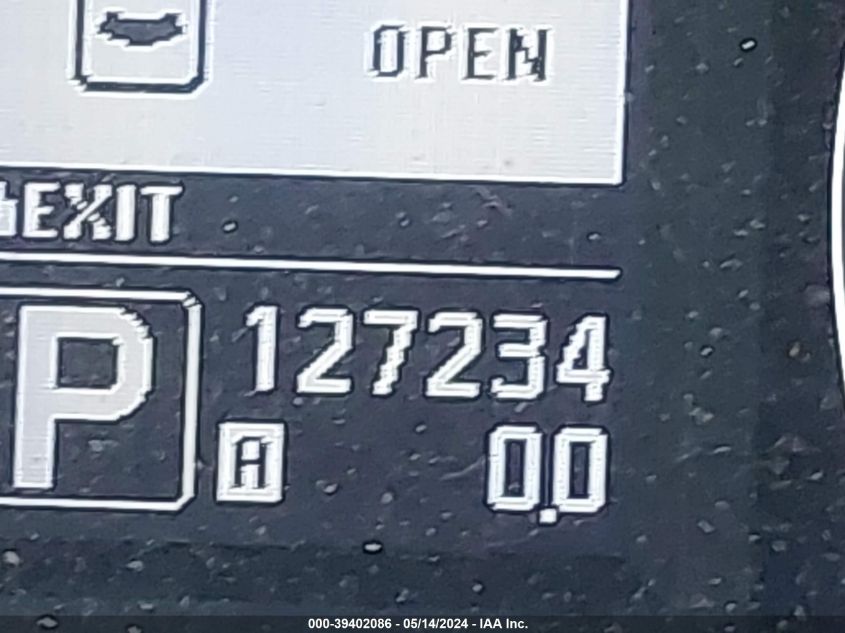 OPEN
EXIT
P 127234
A 0.0
000-39402086 - 05/14/2024 - IAA Inc.